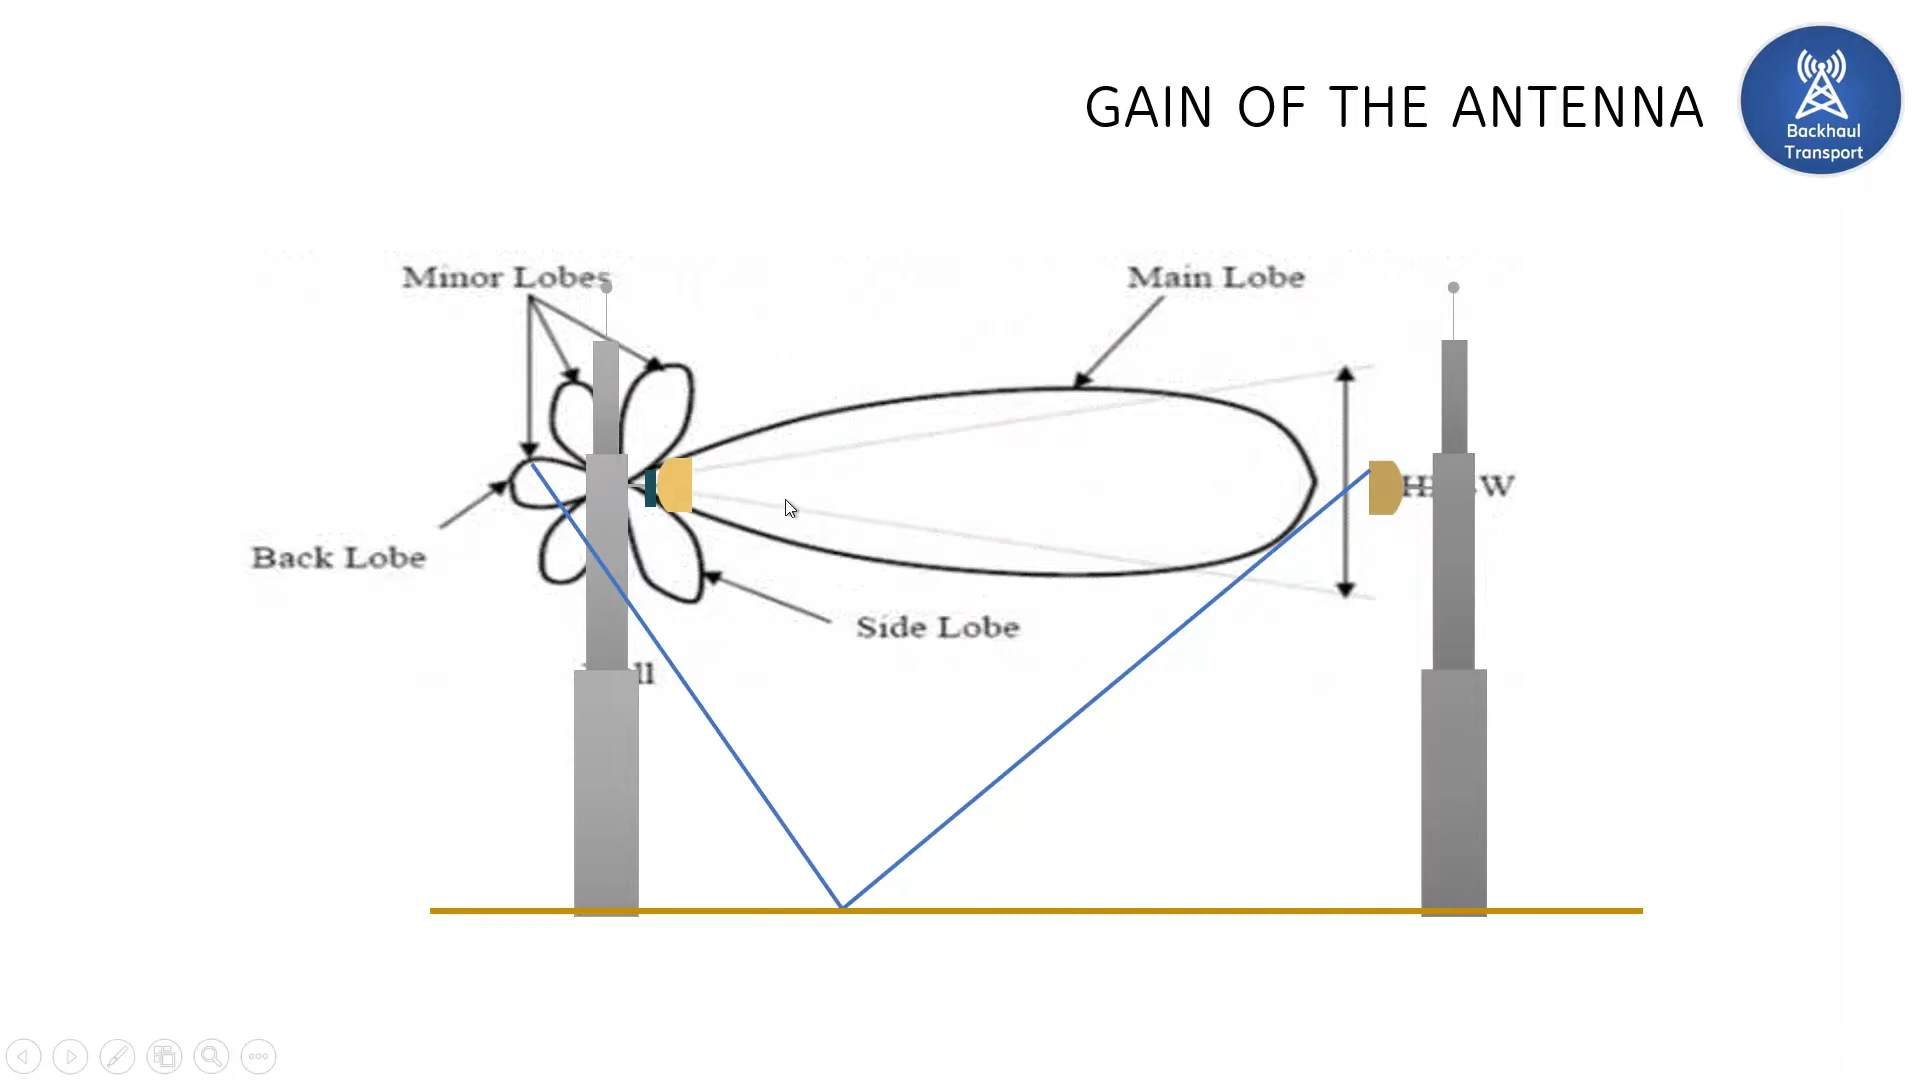 GAIN OF THE ANTENNA
Backhaul
Transport
Minor Lobes
Main Lobe
Back Lobe
Side Lobe